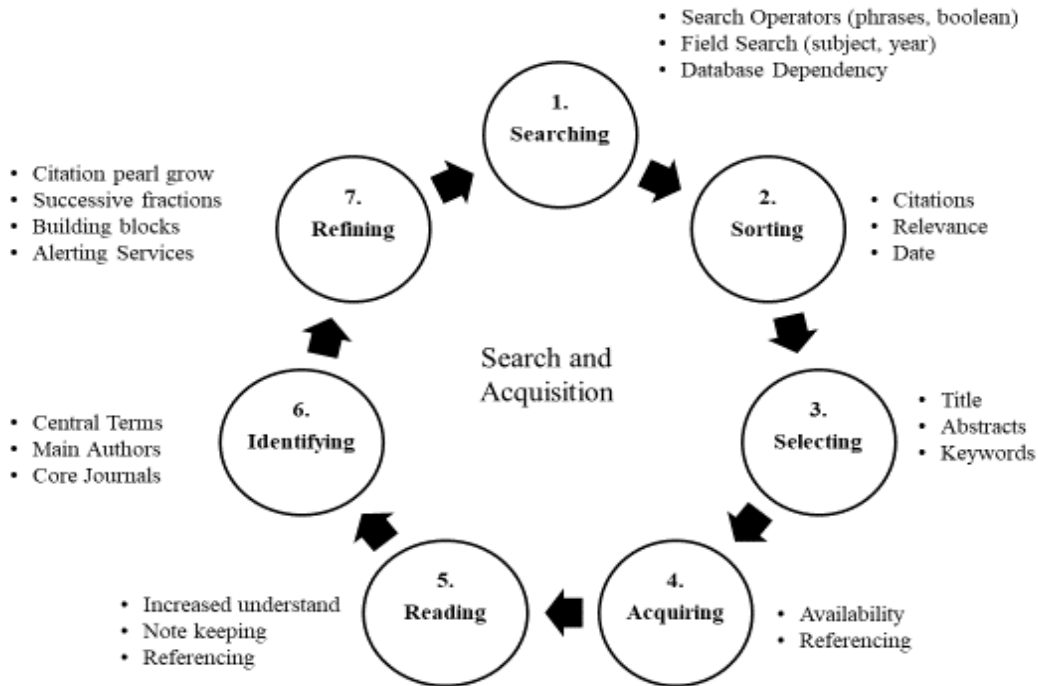 • Search Operators (phrases, boolean)
• Field Search (subject, year)
• Database Dependency
1.
Searching
2.
Sorting
• Citations
• Relevance
• Date
3.
Selecting
• Title
• Abstracts
• Keywords
4.
Acquiring
• Availability
• Referencing
5.
Reading
• Increased understand
• Note keeping
• Referencing
6.
Identifying
• Central Terms
• Main Authors
• Core Journals
7.
Refining
• Citation pearl grow
• Successive fractions
• Building blocks
• Alerting Services
Search and
Acquisition